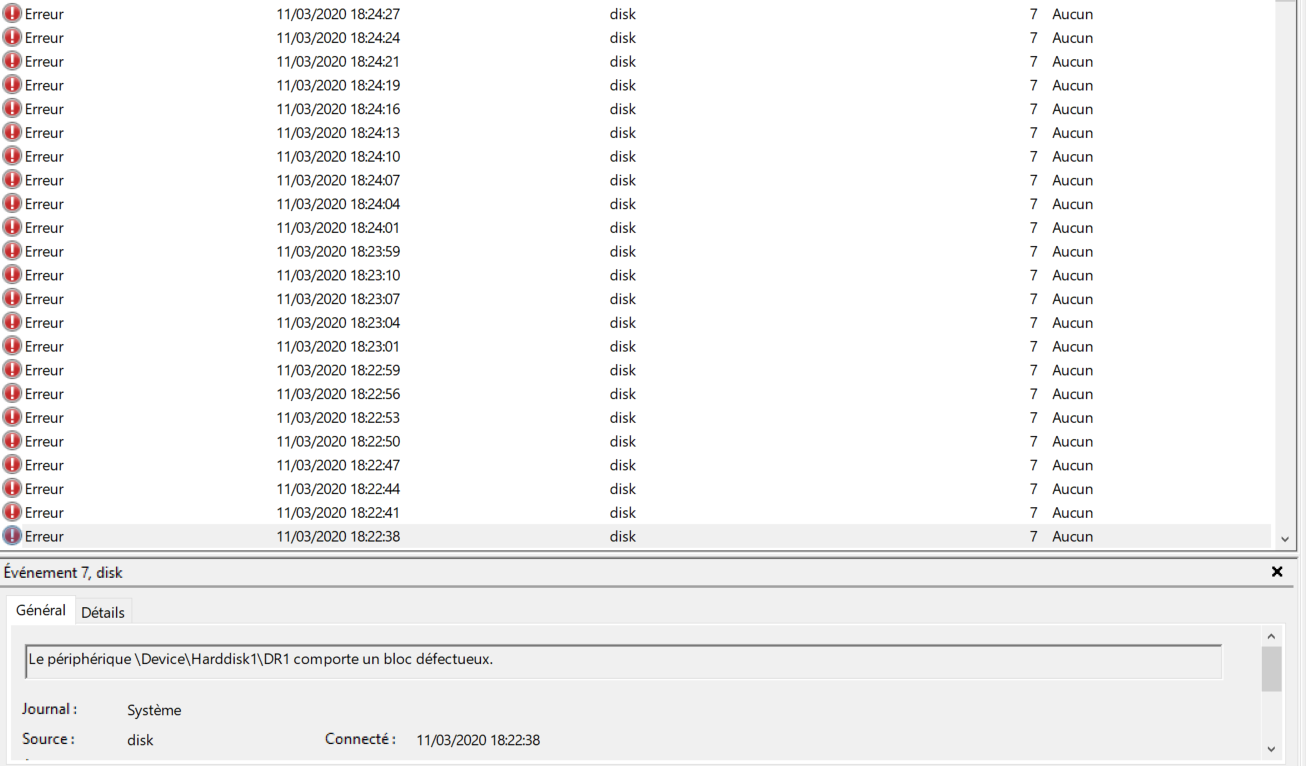 Erreur 11/03/2020 18:24:27 disk 7 Aucun
Erreur 11/03/2020 18:24:24 disk 7 Aucun
Erreur 11/03/2020 18:24:21 disk 7 Aucun
Erreur 11/03/2020 18:24:19 disk 7 Aucun
Erreur 11/03/2020 18:24:16 disk 7 Aucun
Erreur 11/03/2020 18:24:13 disk 7 Aucun
Erreur 11/03/2020 18:24:10 disk 7 Aucun
Erreur 11/03/2020 18:24:07 disk 7 Aucun
Erreur 11/03/2020 18:24:04 disk 7 Aucun
Erreur 11/03/2020 18:24:01 disk 7 Aucun
Erreur 11/03/2020 18:23:59 disk 7 Aucun
Erreur 11/03/2020 18:23:10 disk 7 Aucun
Erreur 11/03/2020 18:23:07 disk 7 Aucun
Erreur 11/03/2020 18:23:04 disk 7 Aucun
Erreur 11/03/2020 18:23:01 disk 7 Aucun
Erreur 11/03/2020 18:22:59 disk 7 Aucun
Erreur 11/03/2020 18:22:56 disk 7 Aucun
Erreur 11/03/2020 18:22:53 disk 7 Aucun
Erreur 11/03/2020 18:22:50 disk 7 Aucun
Erreur 11/03/2020 18:22:47 disk 7 Aucun
Erreur 11/03/2020 18:22:44 disk 7 Aucun
Erreur 11/03/2020 18:22:41 disk 7 Aucun
Erreur 11/03/2020 18:22:38 disk 7 Aucun
Événement 7, disk
Général Détails
Le périphérique \Device\Harddisk1\DR1 comporte un bloc défectueux.
Journal : Système
Source : disk Connecté : 11/03/2020 18:22:38